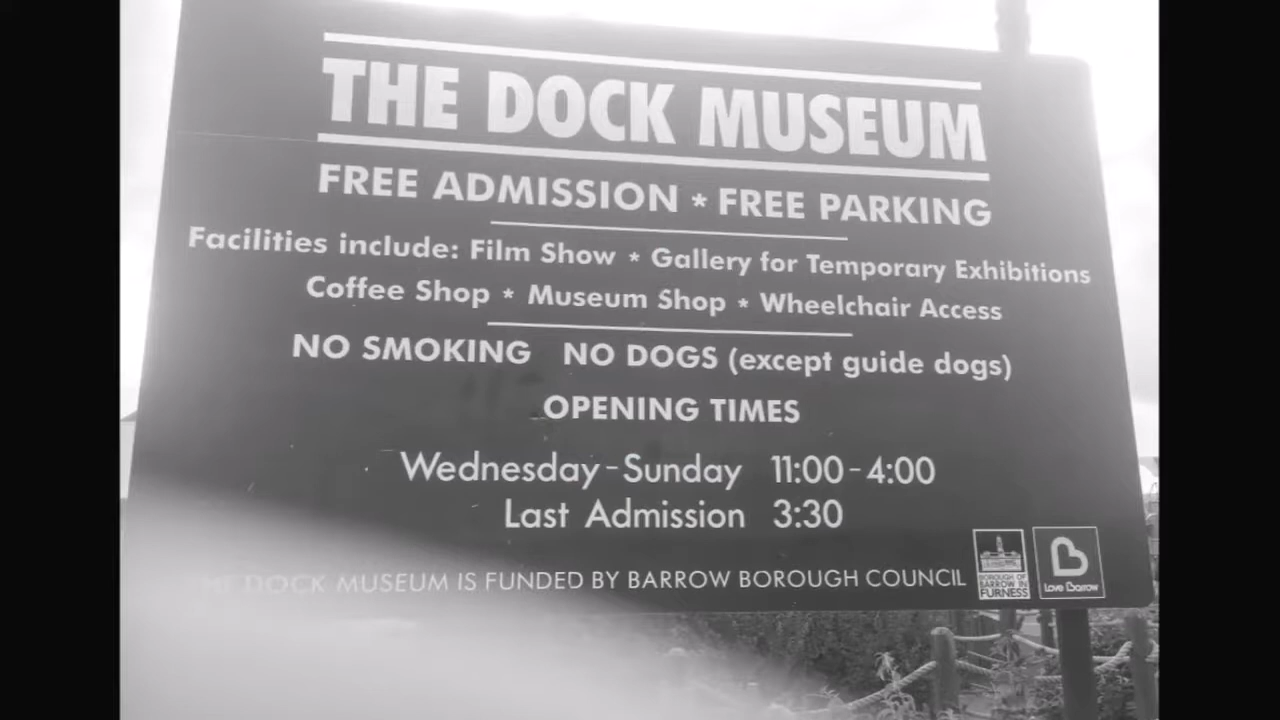 THE DOCK MUSEUM
FREE ADMISSION * FREE PARKING
Facilities include: Film Show * Gallery for Temporary Exhibitions
Coffee Shop * Museum Shop * Wheelchair Access
NO SMOKING NO DOGS (except guide dogs)
OPENING TIMES
Wednesday-Sunday 11:00-4:00
Last Admission 3:30
THE DOCK MUSEUM IS FUNDED BY BARROW BOROUGH COUNCIL
BOROUGH OF
BARROW IN
FURNESS
Love Barrow